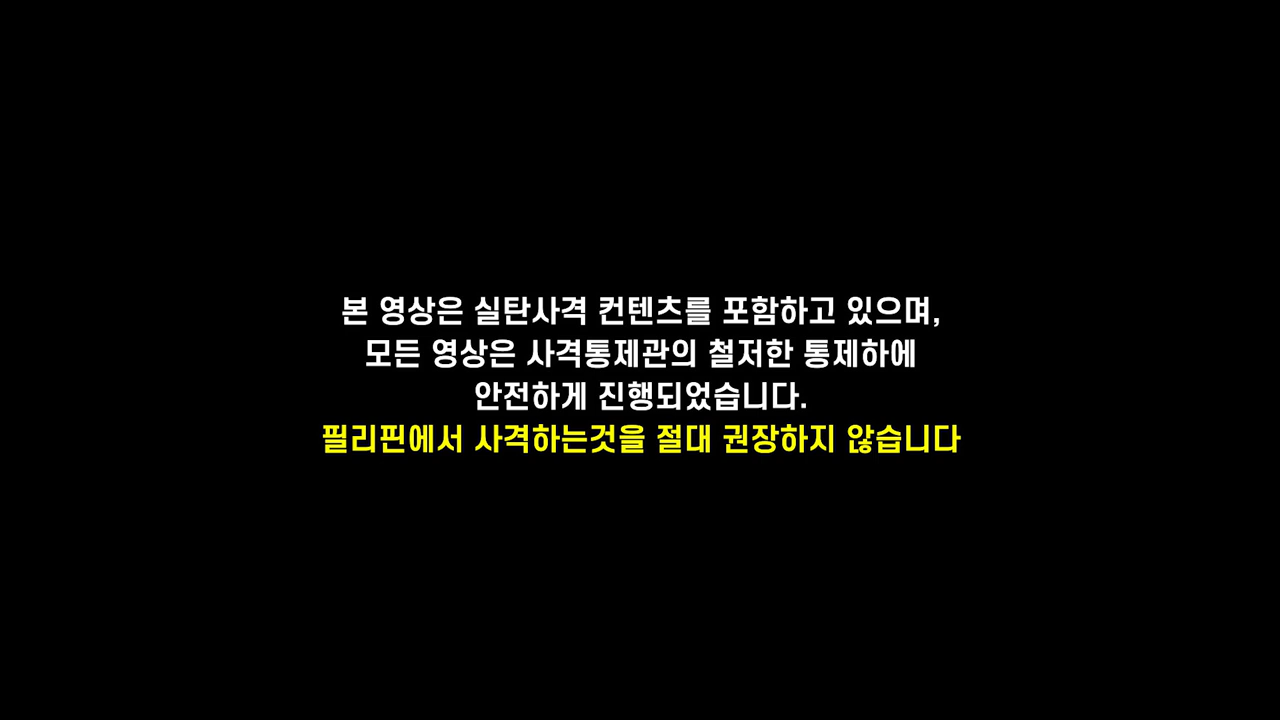 본 영상은 실탄사격 컨텐츠를 포함하고 있으며,
모든 영상은 사격통제관의 철저한 통제하에
안전하게 진행되었습니다.
필리핀에서 사격하는것을 절대 권장하지 않습니다